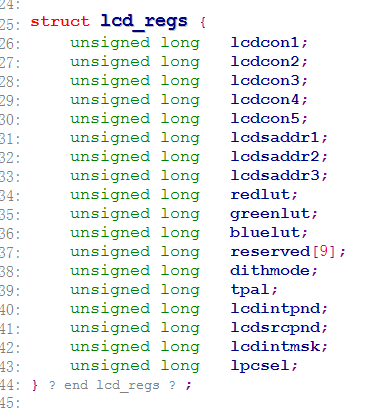 24:
25: struct lcd_regs {
26: unsigned long lcdcon1;
27: unsigned long lcdcon2;
28: unsigned long lcdcon3;
29: unsigned long lcdcon4;
30: unsigned long lcdcon5;
31: unsigned long lcdsaddr1;
32: unsigned long lcdsaddr2;
33: unsigned long lcdsaddr3;
34: unsigned long redlut;
35: unsigned long greenlut;
36: unsigned long bluelut;
37: unsigned long reserved[9];
38: unsigned long dithmode;
39: unsigned long tpal;
40: unsigned long lcdintpnd;
41: unsigned long lcdsrcpnd;
42: unsigned long lcdintmsk;
43: unsigned long lpcsel;
44: } ? end lcd_regs ? ;
45: